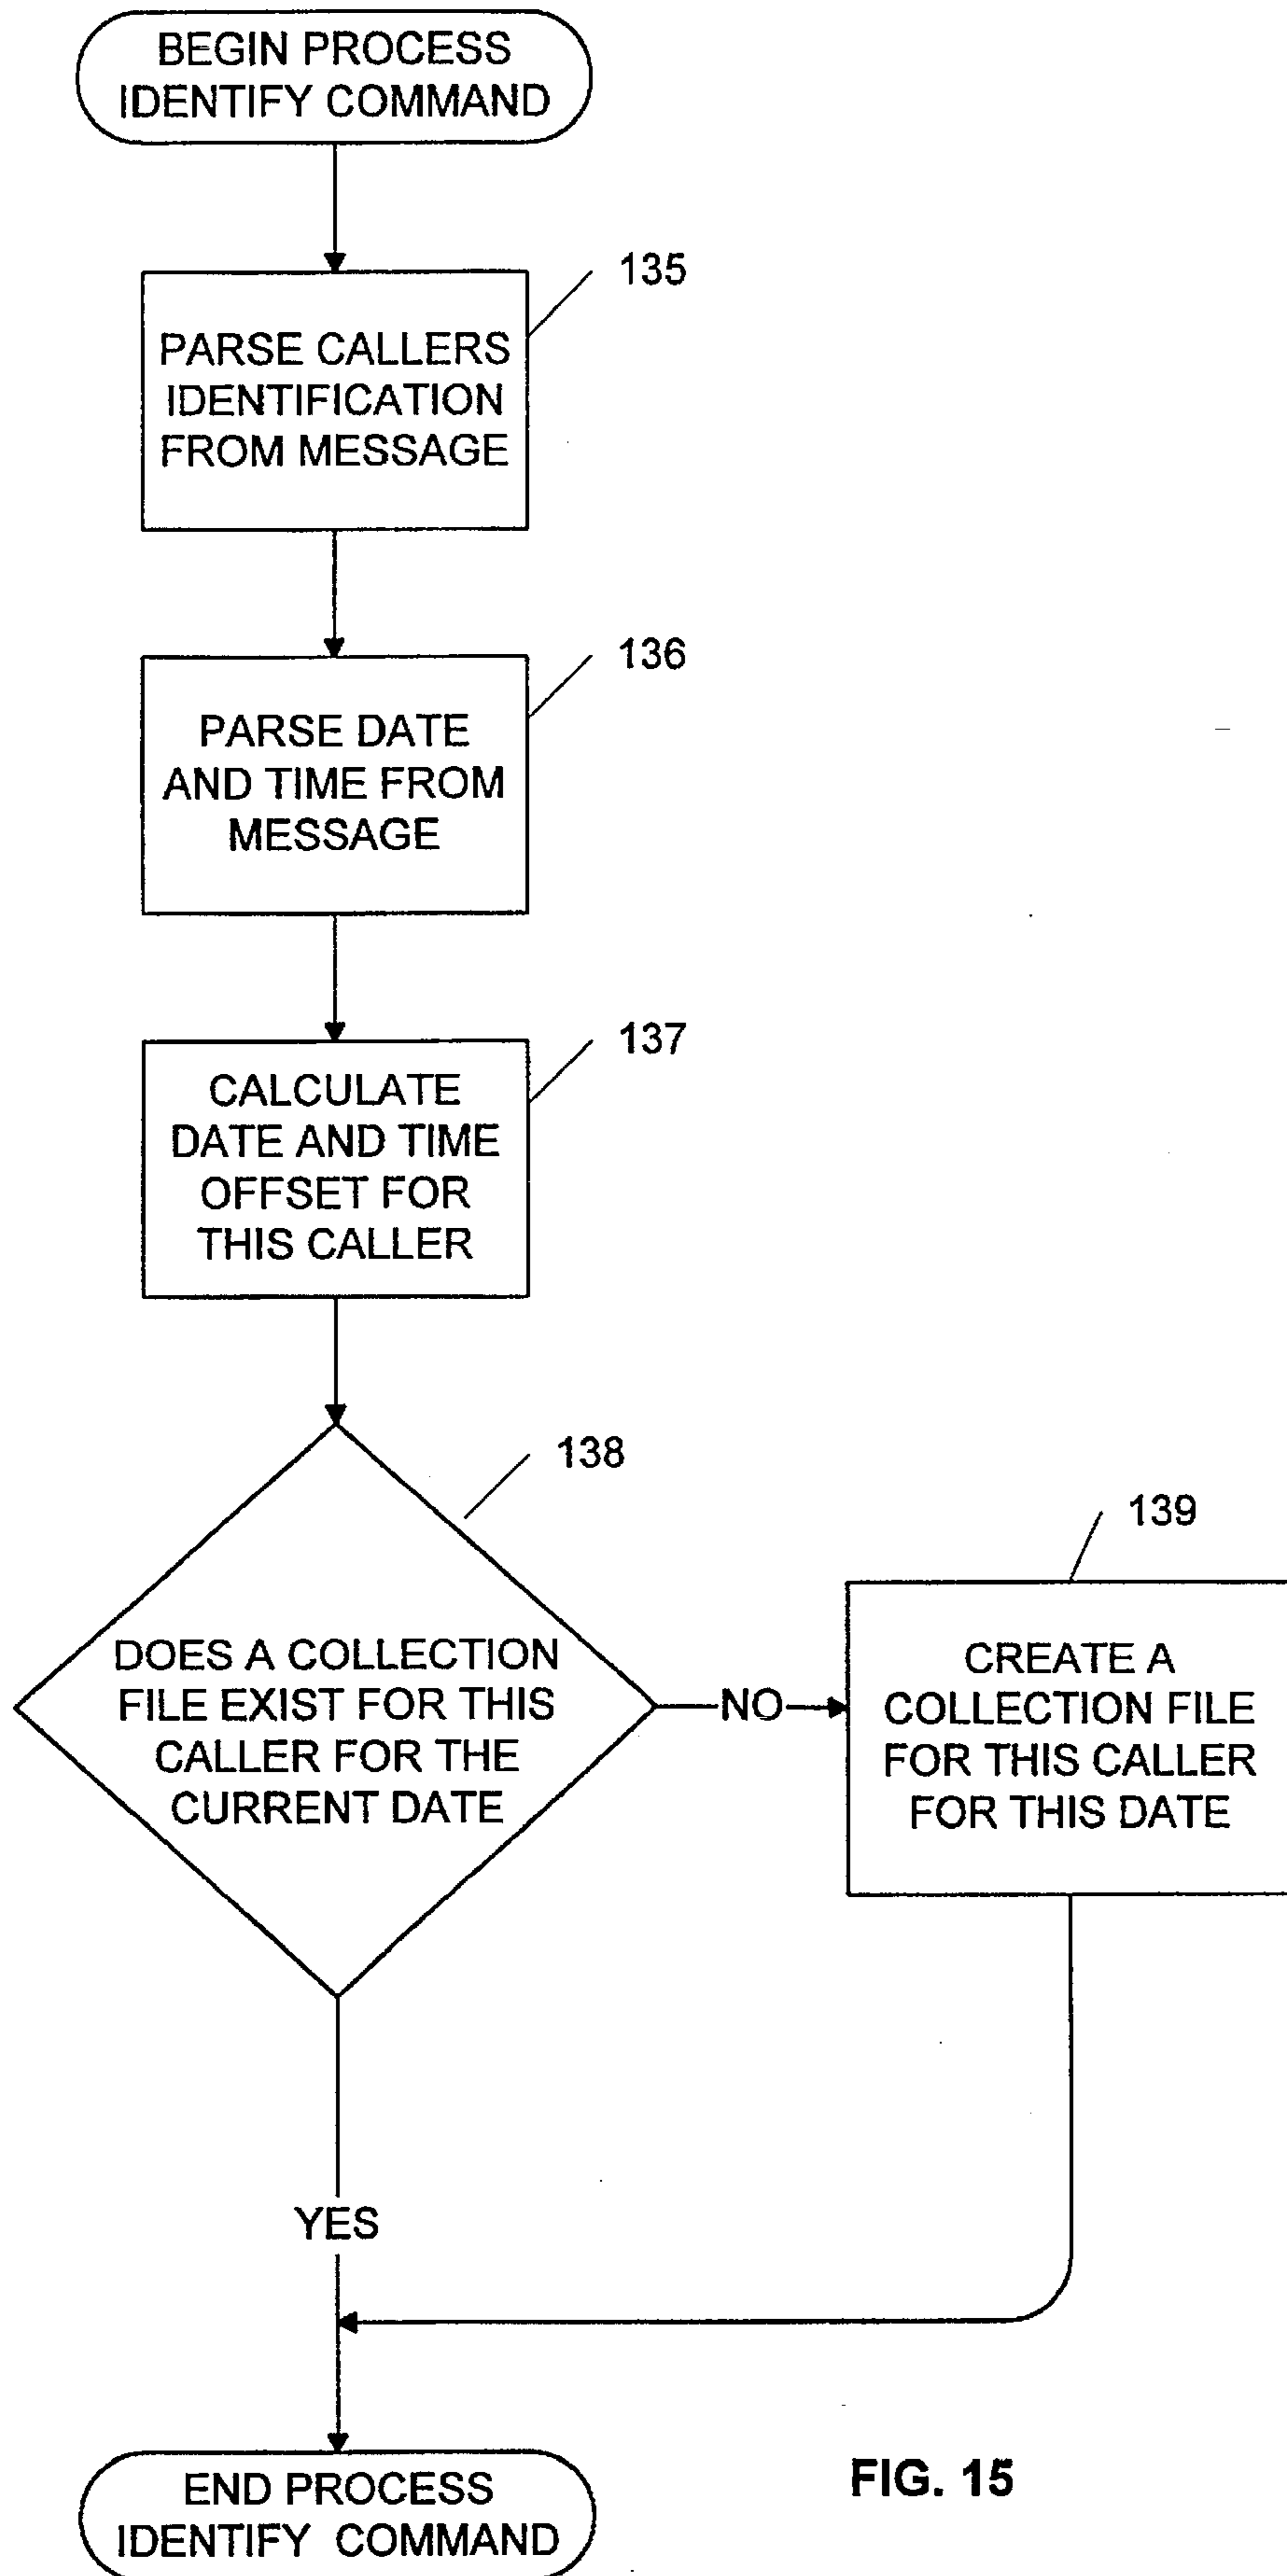 BEGIN PROCESS
IDENTIFY COMMAND
135
PARSE CALLERS
IDENTIFICATION
FROM MESSAGE
136
PARSE DATE
AND TIME FROM
MESSAGE
137
CALCULATE
DATE AND TIME
OFFSET FOR
THIS CALLER
138
DOES A COLLECTION
FILE EXIST FOR THIS
CALLER FOR THE
CURRENT DATE
NO
139
CREATE A
COLLECTION FILE
FOR THIS CALLER
FOR THIS DATE
YES
END PROCESS
IDENTIFY COMMAND
FIG. 15